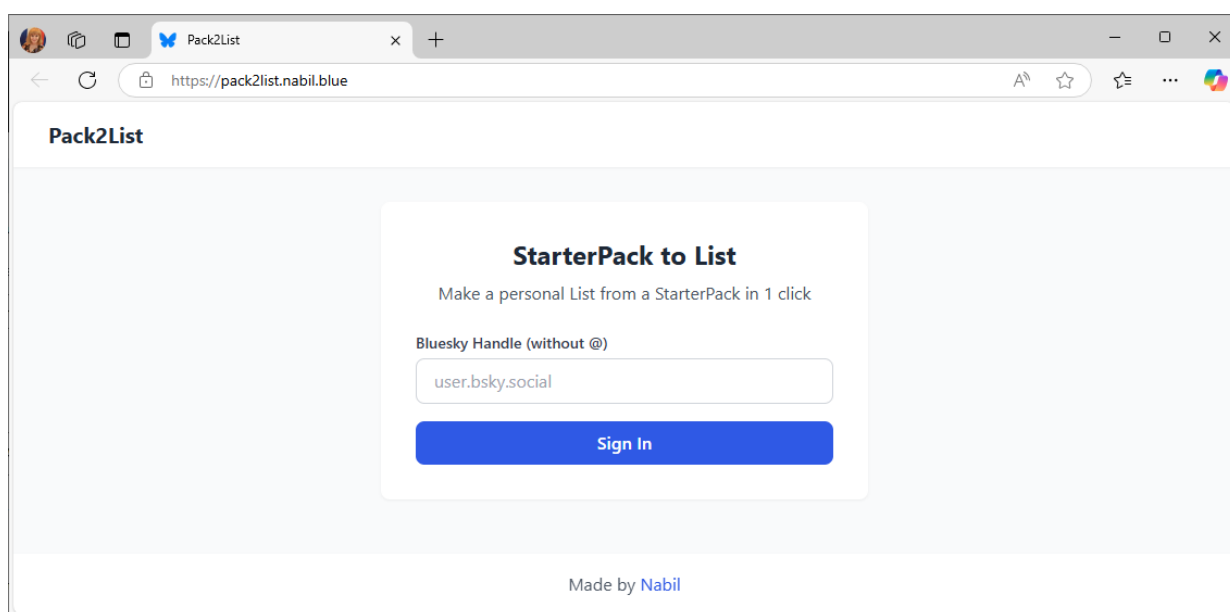 Pack2List
https://pack2list.nabil.blue
Pack2List
StarterPack to List
Make a personal List from a StarterPack in 1 click
Bluesky Handle (without @)
user.bsky.social
Sign In
Made by Nabil